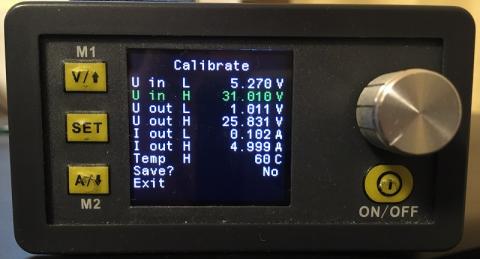 M1
V/⬆
SET
A/⬇
M2
Calibrate
U in L 5.270 V
U in H 31.010 V
U out L 1.011 V
U out H 25.831 V
I out L 0.102 A
I out H 4.999 A
Temp H 60 C
Save? No
Exit
ON/OFF